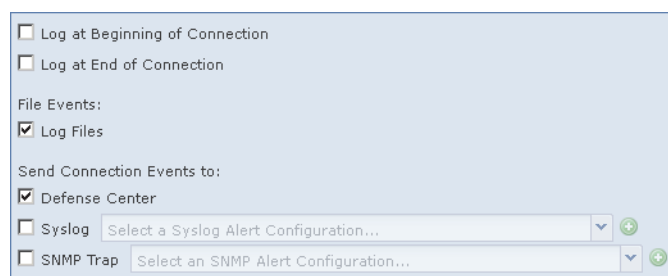 Log at Beginning of Connection
Log at End of Connection
File Events:
Log Files
Send Connection Events to:
Defense Center
Syslog Select a Syslog Alert Configuration...
SNMP Trap Select an SNMP Alert Configuration...